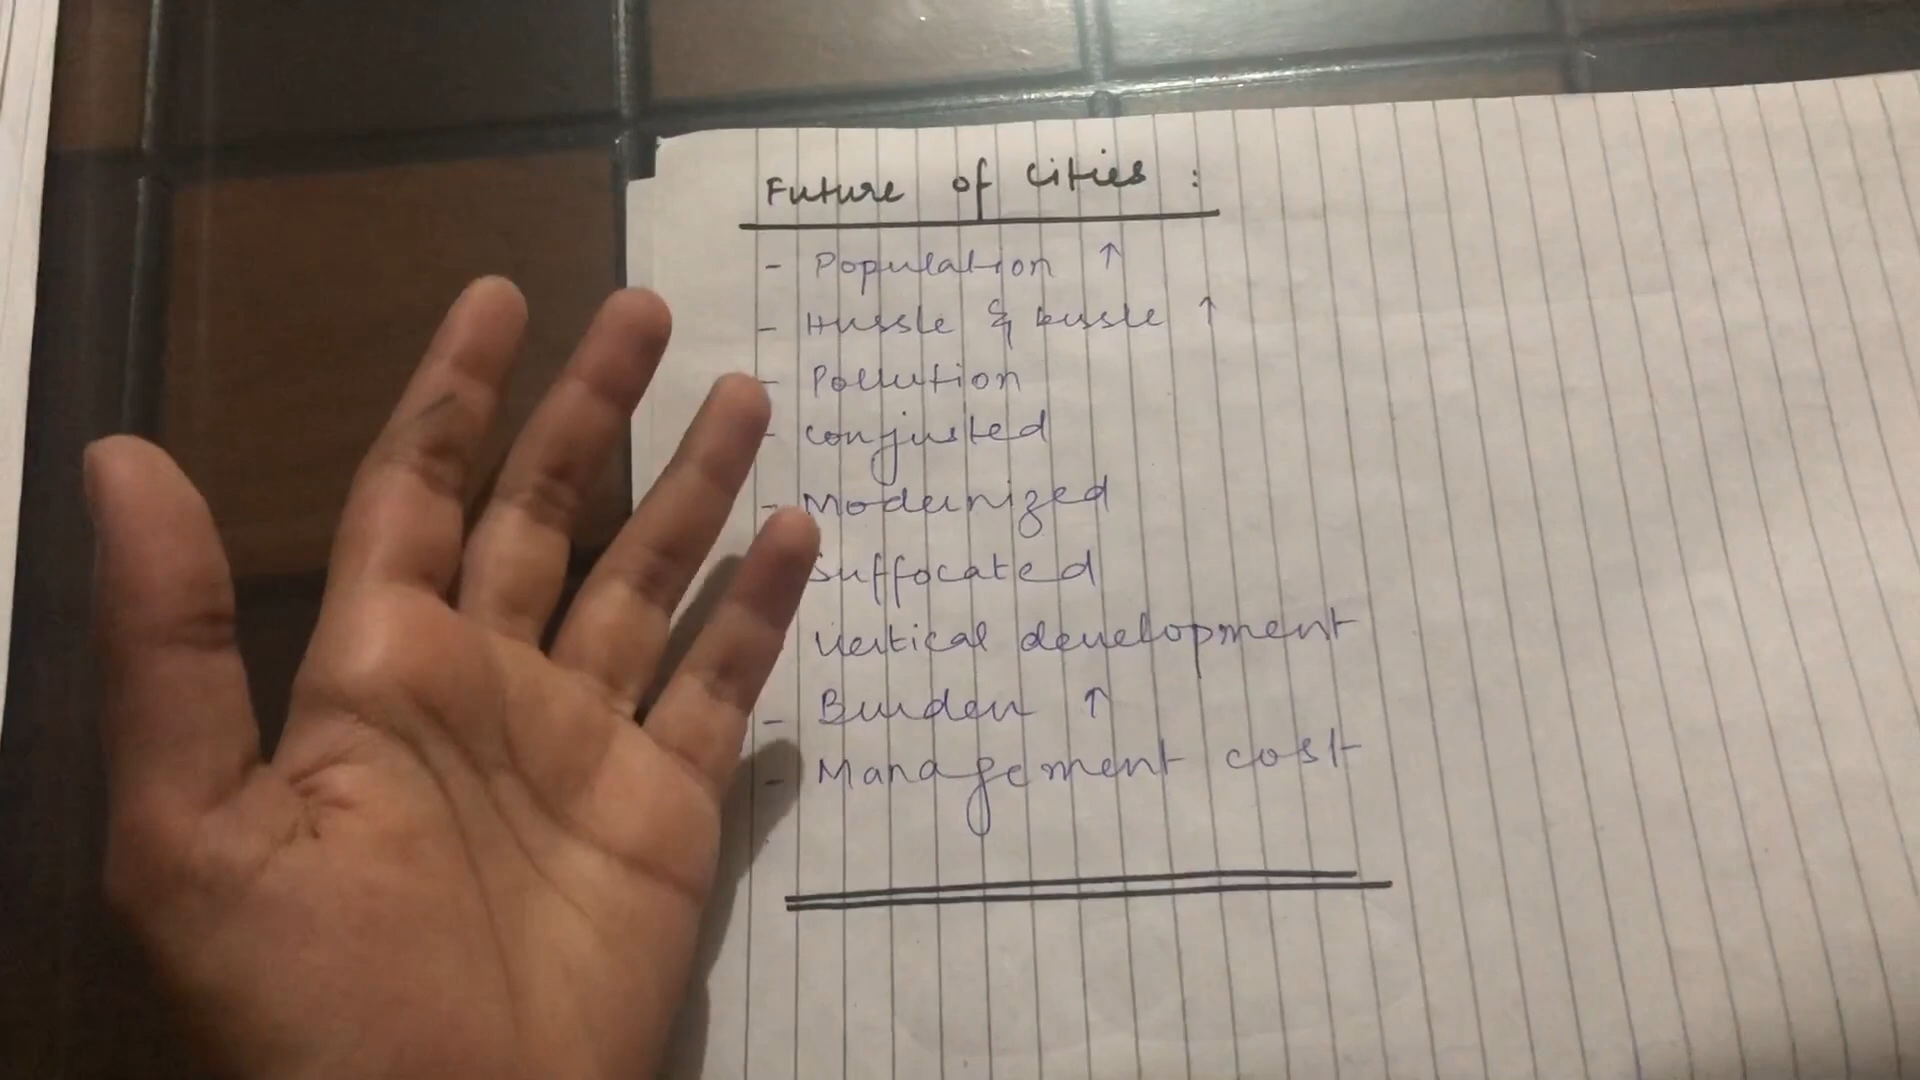 Future of cities :
- Population ↑
- Hussle & bussle ↑
- Pollution
- conjusted
- Modernized
Suffocated
Vertical development
- Burden ↑
- Management cost